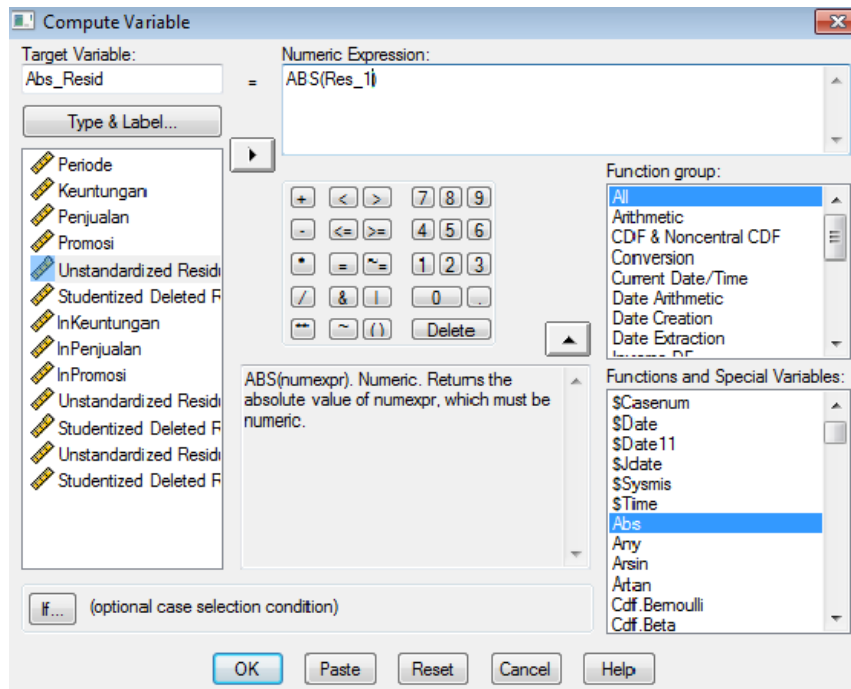 Compute Variable
Target Variable:
Abs_Resid
=
Numeric Expression:
ABS(Res_1)
Type & Label...
Periode
Keuntungan
Penjualan
Promosi
Unstandardized Resid
Studentized Deleted R
lnKeuntungan
lnPenjualan
lnPromosi
Unstandardized Resid
Studentized Deleted R
Unstandardized Resid
Studentized Deleted R
+ < > 7 8 9
- <= >= 4 5 6
* = ~= 1 2 3
/ & | 0 .
** ~ () Delete
ABS(numexpr). Numeric. Returns the
absolute value of numexpr, which must be
numeric.
Function group:
All
Arithmetic
CDF & Noncentral CDF
Conversion
Current Date/Time
Date Arithmetic
Date Creation
Date Extraction
Functions and Special Variables:
$Casenum
$Date
$Date11
$Jdate
$Sysmis
$Time
Abs
Any
Arsin
Artan
Cdf.Bernoulli
Cdf.Beta
If... (optional case selection condition)
OK Paste Reset Cancel Help